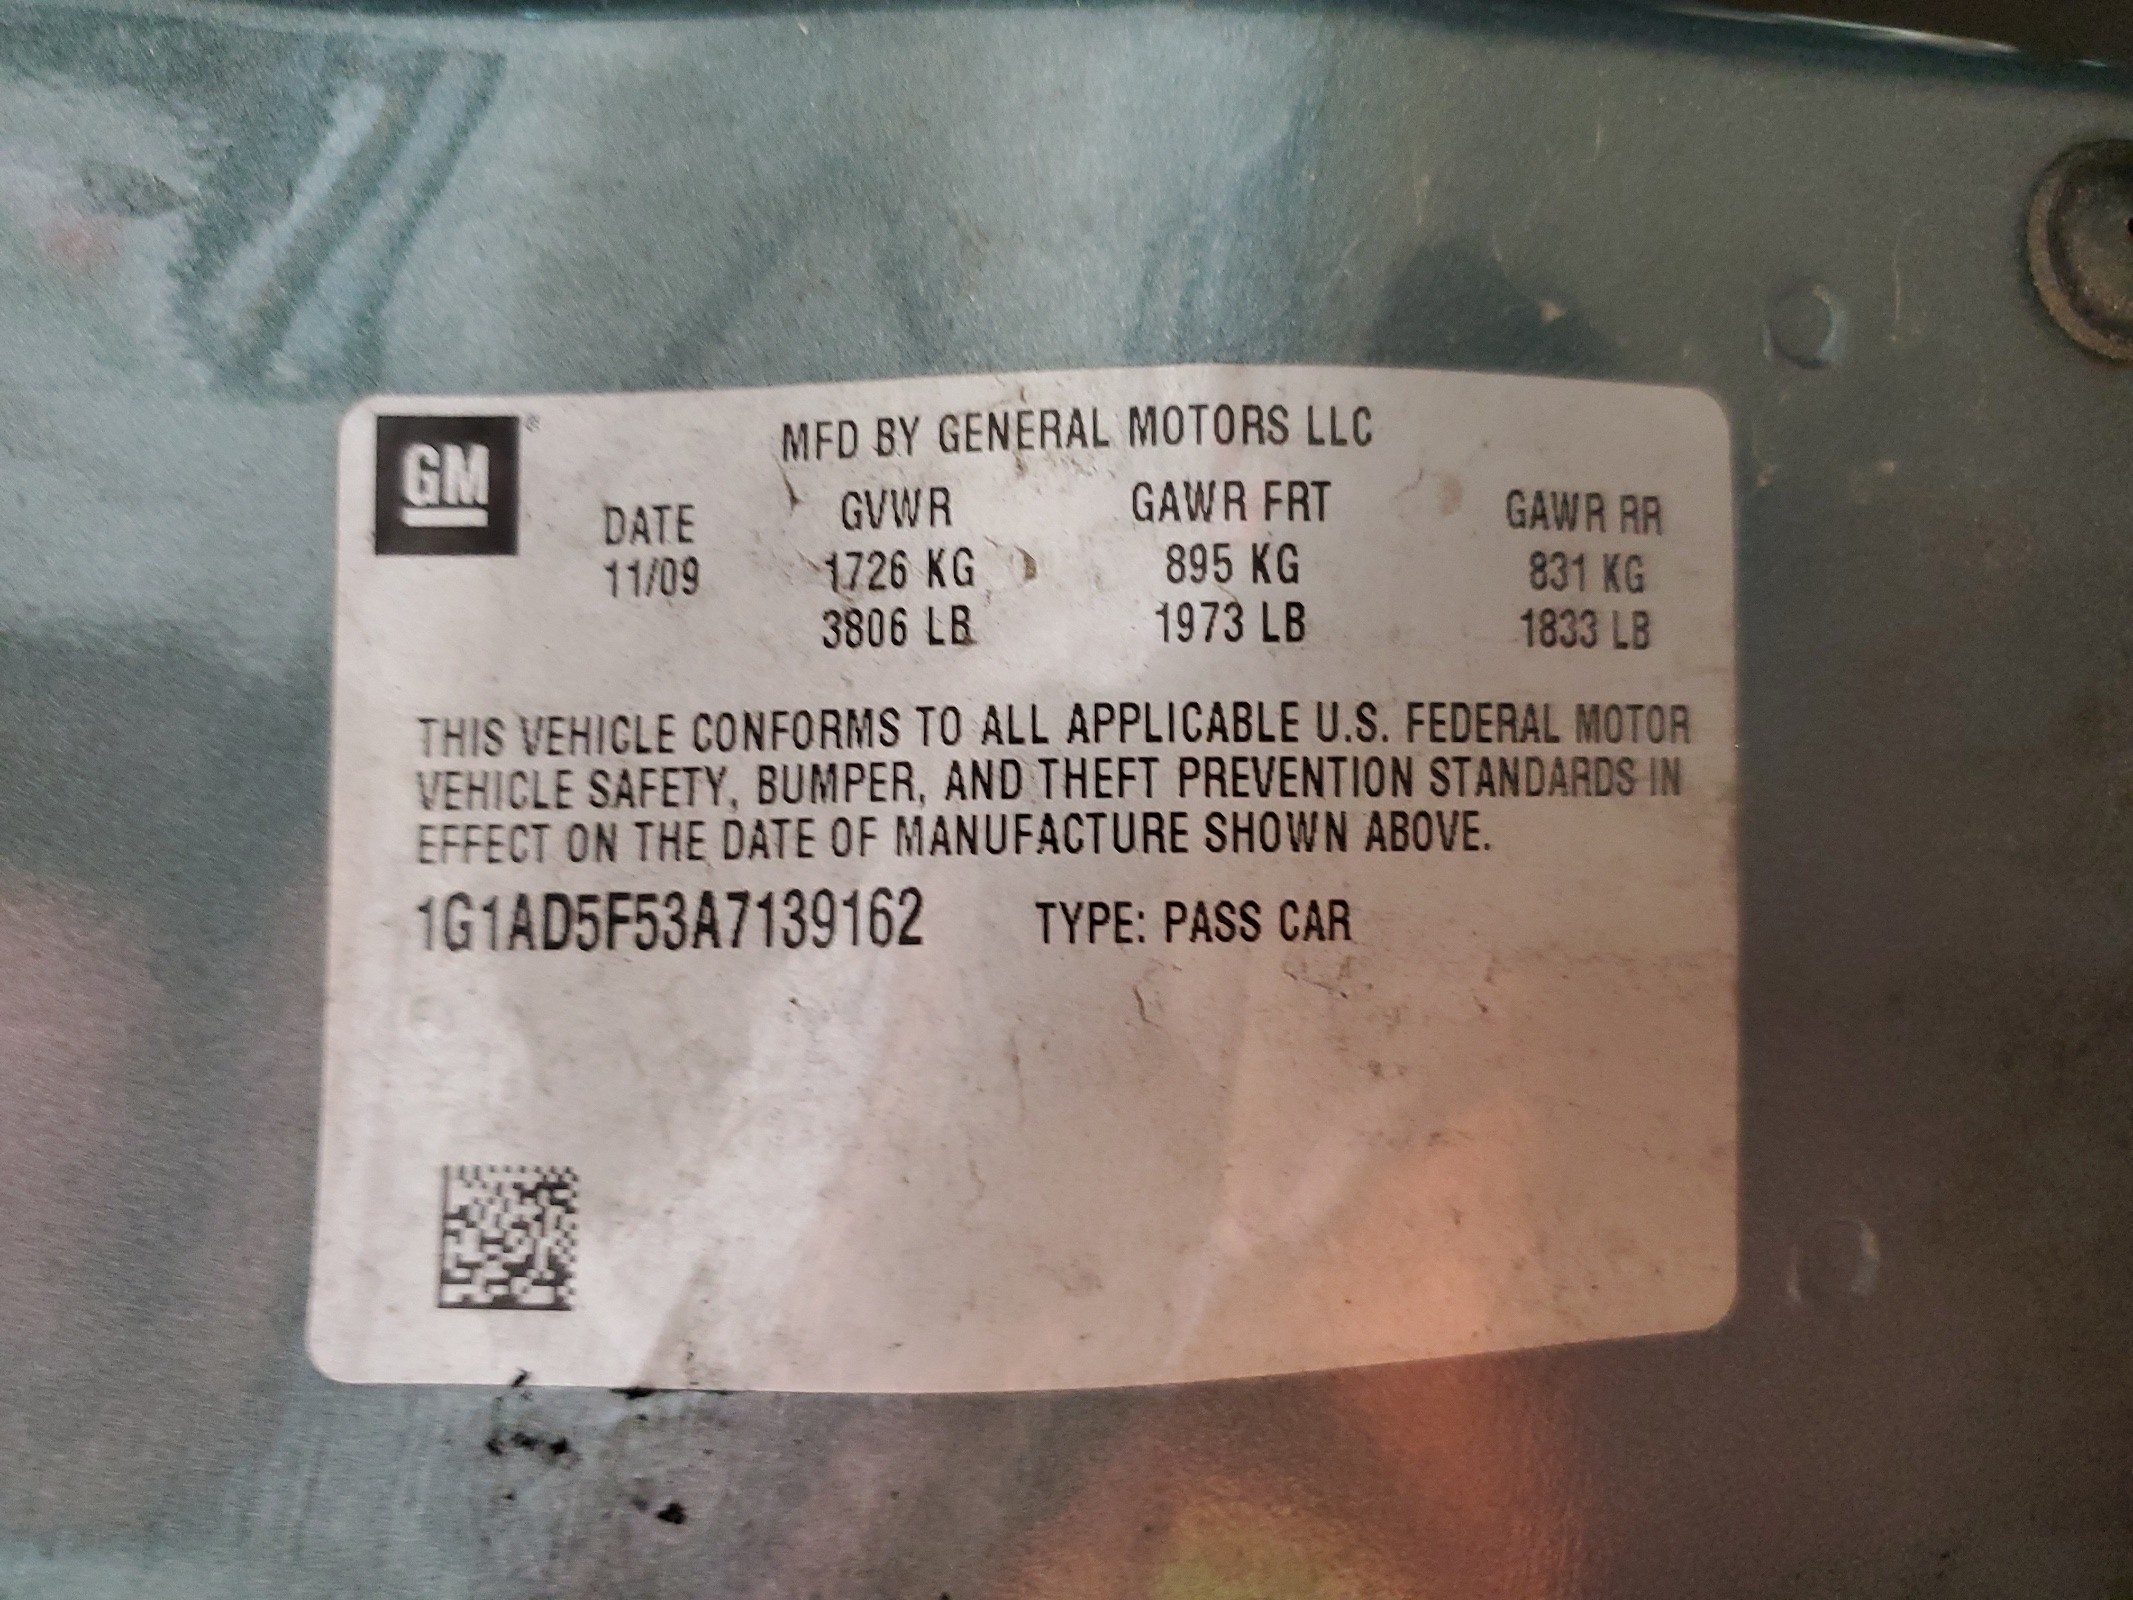 GM ®
MFD BY GENERAL MOTORS LLC
DATE GVWR GAWR FRT GAWR RR
11/09 1726 KG 895 KG 831 KG
3806 LB 1973 LB 1833 LB
THIS VEHICLE CONFORMS TO ALL APPLICABLE U.S. FEDERAL MOTOR
VEHICLE SAFETY, BUMPER, AND THEFT PREVENTION STANDARDS IN
EFFECT ON THE DATE OF MANUFACTURE SHOWN ABOVE.
1G1AD5F53A7139162 TYPE: PASS CAR